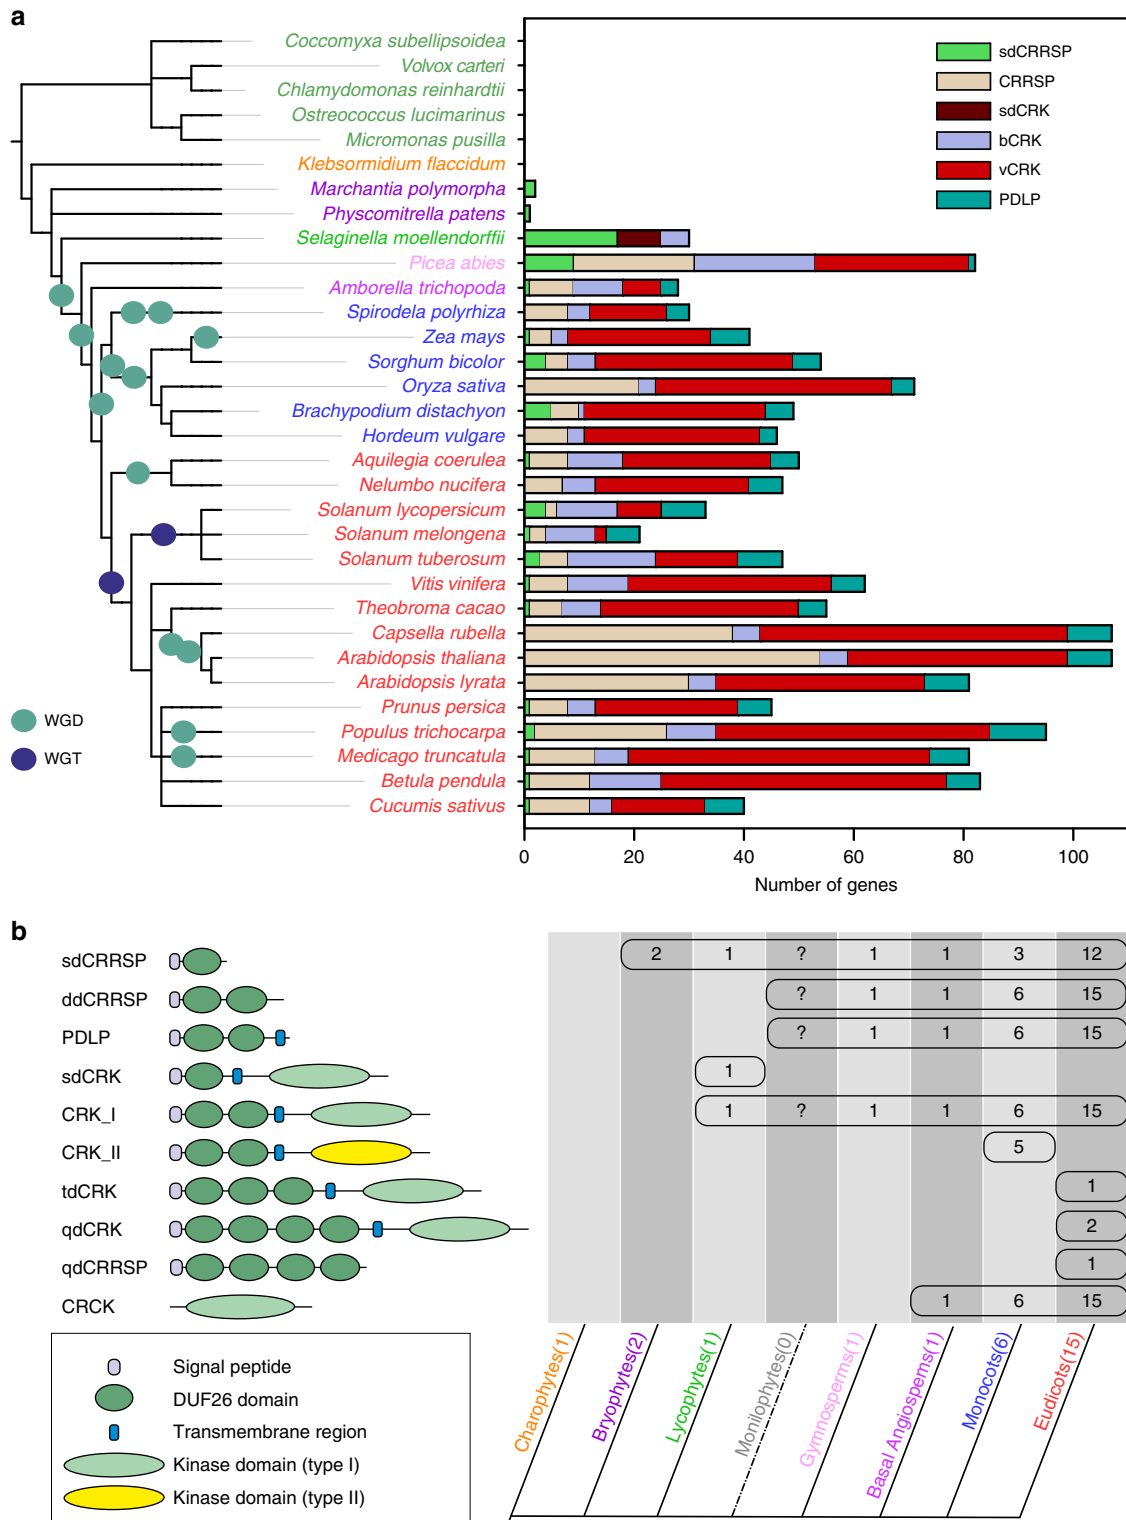 a
Coccomyxa subellipsoidea
Volvox carteri
Chlamydomonas reinhardtii
Ostreococcus lucimarinus
Micromonas pusilla
Klebsormidium flaccidum
Marchantia polymorpha
Physcomitrella patens
Selaginella moellendorffii
Picea abies
Amborella trichopoda
Spirodela polyrhiza
Zea mays
Sorghum bicolor
Oryza sativa
Brachypodium distachyon
Hordeum vulgare
Aquilegia coerulea
Nelumbo nucifera
Solanum lycopersicum
Solanum melongena
Solanum tuberosum
Vitis vinifera
Theobroma cacao
Capsella rubella
Arabidopsis thaliana
Arabidopsis lyrata
Prunus persica
Populus trichocarpa
Medicago truncatula
Betula pendula
Cucumis sativus
WGD
WGT
sdCRRSP
CRRSP
sdCRK
bCRK
vCRK
PDLP
0 20 40 60 80 100
Number of genes
b
sdCRRSP 2 1 ? 1 1 3 12
ddCRRSP ? 1 1 6 15
PDLP ? 1 1 6 15
sdCRK 1
CRK_I 1 ? 1 1 6 15
CRK_II 5
tdCRK 1
qdCRK 2
qdCRRSP 1
CRCK 1 6 15
Signal peptide
DUF26 domain
Transmembrane region
Kinase domain (type I)
Kinase domain (type II)
Charophytes(1)
Bryophytes(2)
Lycophytes(1)
Monilophytes(0)
Gymnosperms(1)
Basal Angiosperms(1)
Monocots(6)
Eudicots(15)